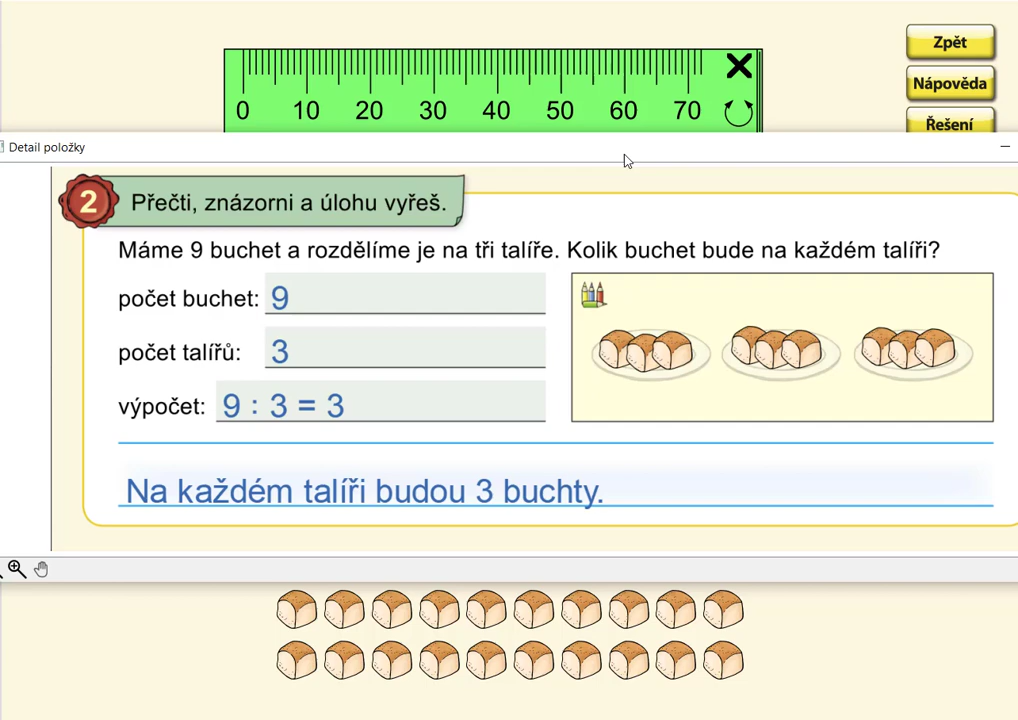 Zpět
Nápověda
Řešení
0 10 20 30 40 50 60 70
Detail položky
2 Přečti, znázorni a úlohu vyřeš.
Máme 9 buchet a rozdělíme je na tři talíře. Kolik buchet bude na každém talíři?
počet buchet: 9
počet talířů: 3
výpočet: 9 : 3 = 3
Na každém talíři budou 3 buchty.